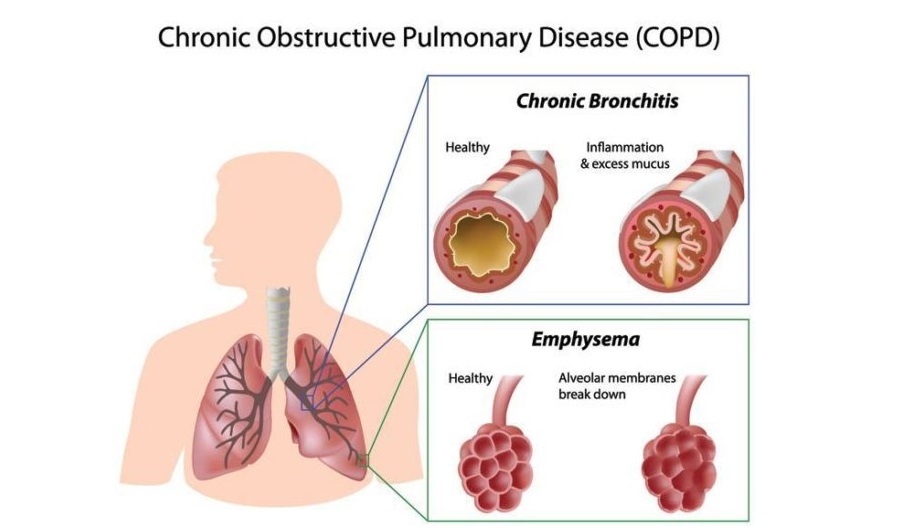 Chronic Obstructive Pulmonary Disease (COPD)
Chronic Bronchitis
Healthy
Inflammation
& excess mucus
Emphysema
Healthy
Alveolar membranes
break down